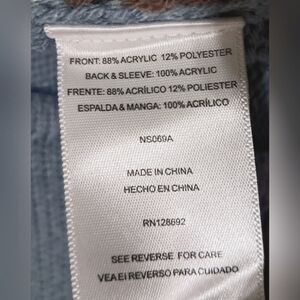 FRONT: 88% ACRYLIC 12% POLYESTER
BACK & SLEEVE: 100% ACRYLIC
FRENTE: 88% ACRÍLICO 12% POLIESTER
ESPALDA & MANGA: 100% ACRÍLICO
NS069A
MADE IN CHINA
HECHO EN CHINA
RN128692
SEE REVERSE FOR CARE
VEA El REVERSO PARA CUIDADO